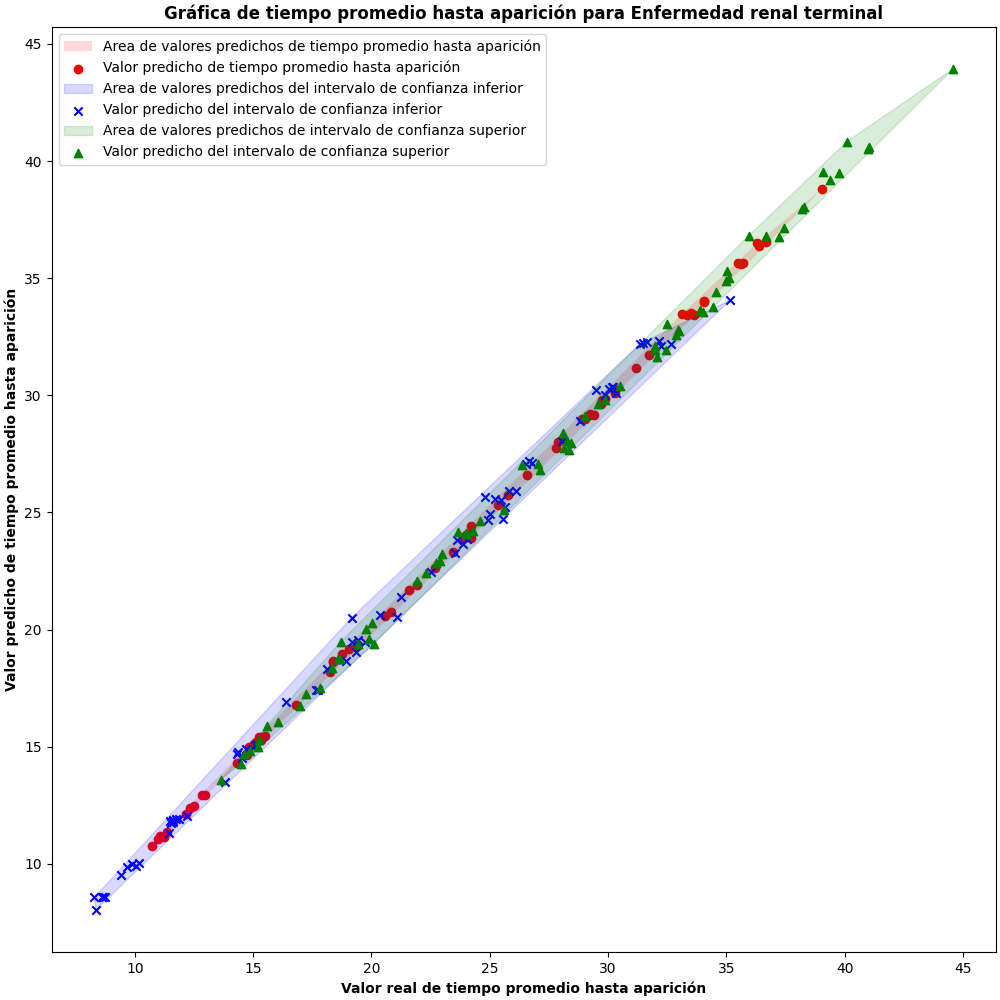 Gráfica de tiempo promedio hasta aparición para Enfermedad renal terminal
Area de valores predichos de tiempo promedio hasta aparición
Valor predicho de tiempo promedio hasta aparición
Area de valores predichos del intervalo de confianza inferior
Valor predicho del intervalo de confianza inferior
Area de valores predichos de intervalo de confianza superior
Valor predicho del intervalo de confianza superior
Valor predicho de tiempo promedio hasta aparición
45
40
35
30
25
20
15
10
10 15 20 25 30 35 40 45
Valor real de tiempo promedio hasta aparición